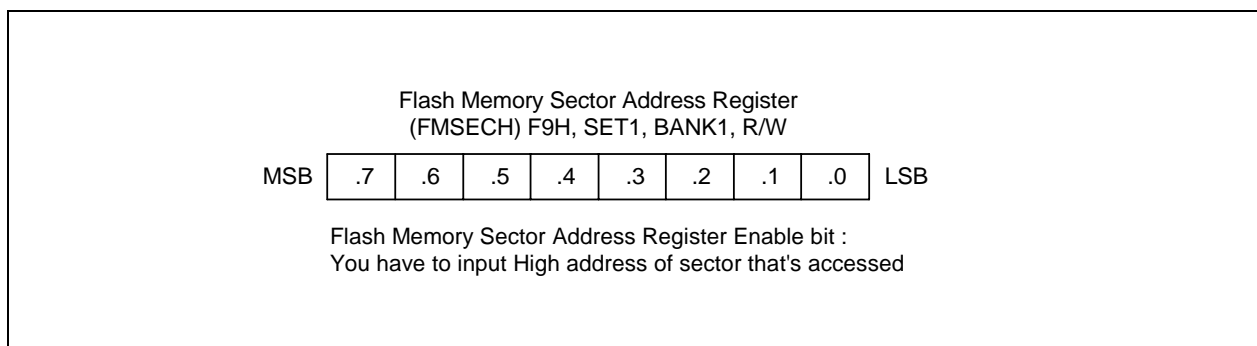 Flash Memory Sector Address Register
(FMSECH) F9H, SET1, BANK1, R/W
MSB .7 .6 .5 .4 .3 .2 .1 .0 LSB
Flash Memory Sector Address Register Enable bit :
You have to input High address of sector that's accessed